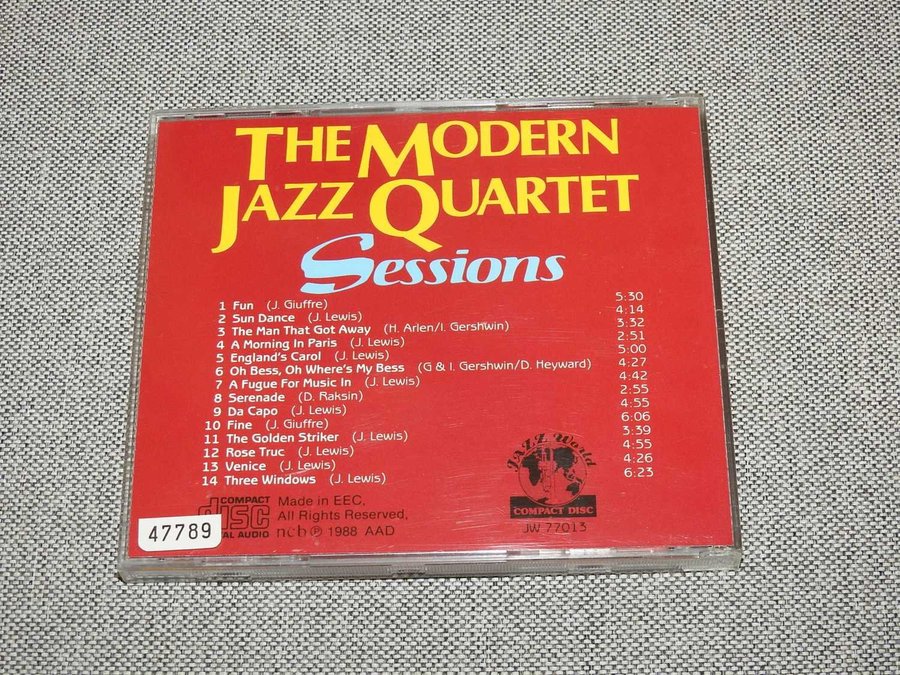 THE MODERN
JAZZ QUARTET
Sessions
1 Fun (J. Giuffre) 5:30
2 Sun Dance (J. Lewis) 4:14
3 The Man That Got Away (H. Arlen/I. Gershwin) 3:32
4 A Morning In Paris (J. Lewis) 2:51
5 England's Carol (J. Lewis) 5:00
6 Oh Bess, Oh Where's My Bess (G & I. Gershwin/D. Heyward) 4:27
7 A Fugue For Music In (J. Lewis) 4:42
8 Serenade (D. Raksin) 2:55
9 Da Capo (J. Lewis) 4:55
10 Fine (J. Giuffre) 6:06
11 The Golden Striker (J. Lewis) 3:39
12 Rose Truc (J. Lewis) 4:55
13 Venice (J. Lewis) 4:26
14 Three Windows (J. Lewis) 6:23
JAZZ World
COMPACT DISC
JW 77013
COMPACT
disc
AL AUDIO
Made in EEC.
All Rights Reserved,
ncb ℗ 1988 AAD
47789